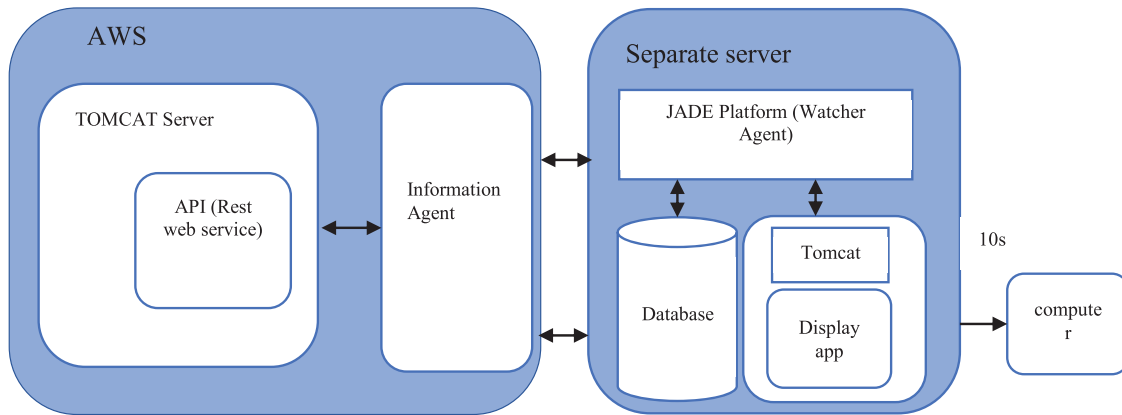 AWS
TOMCAT Server
API (Rest
web service)
Information
Agent
Separate server
JADE Platform (Watcher
Agent)
Database
Tomcat
Display
app
10s
compute
r